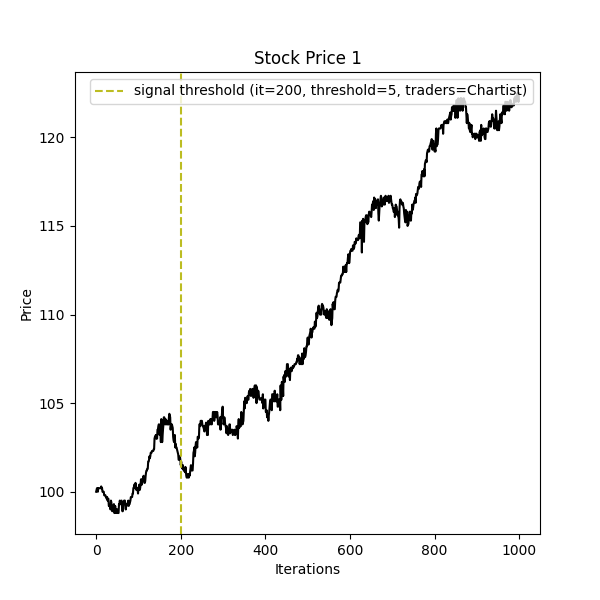 Stock Price 1
signal threshold (it=200, threshold=5, traders=Chartist)
120
115
110
105
100
Price
0 200 400 600 800 1000
Iterations